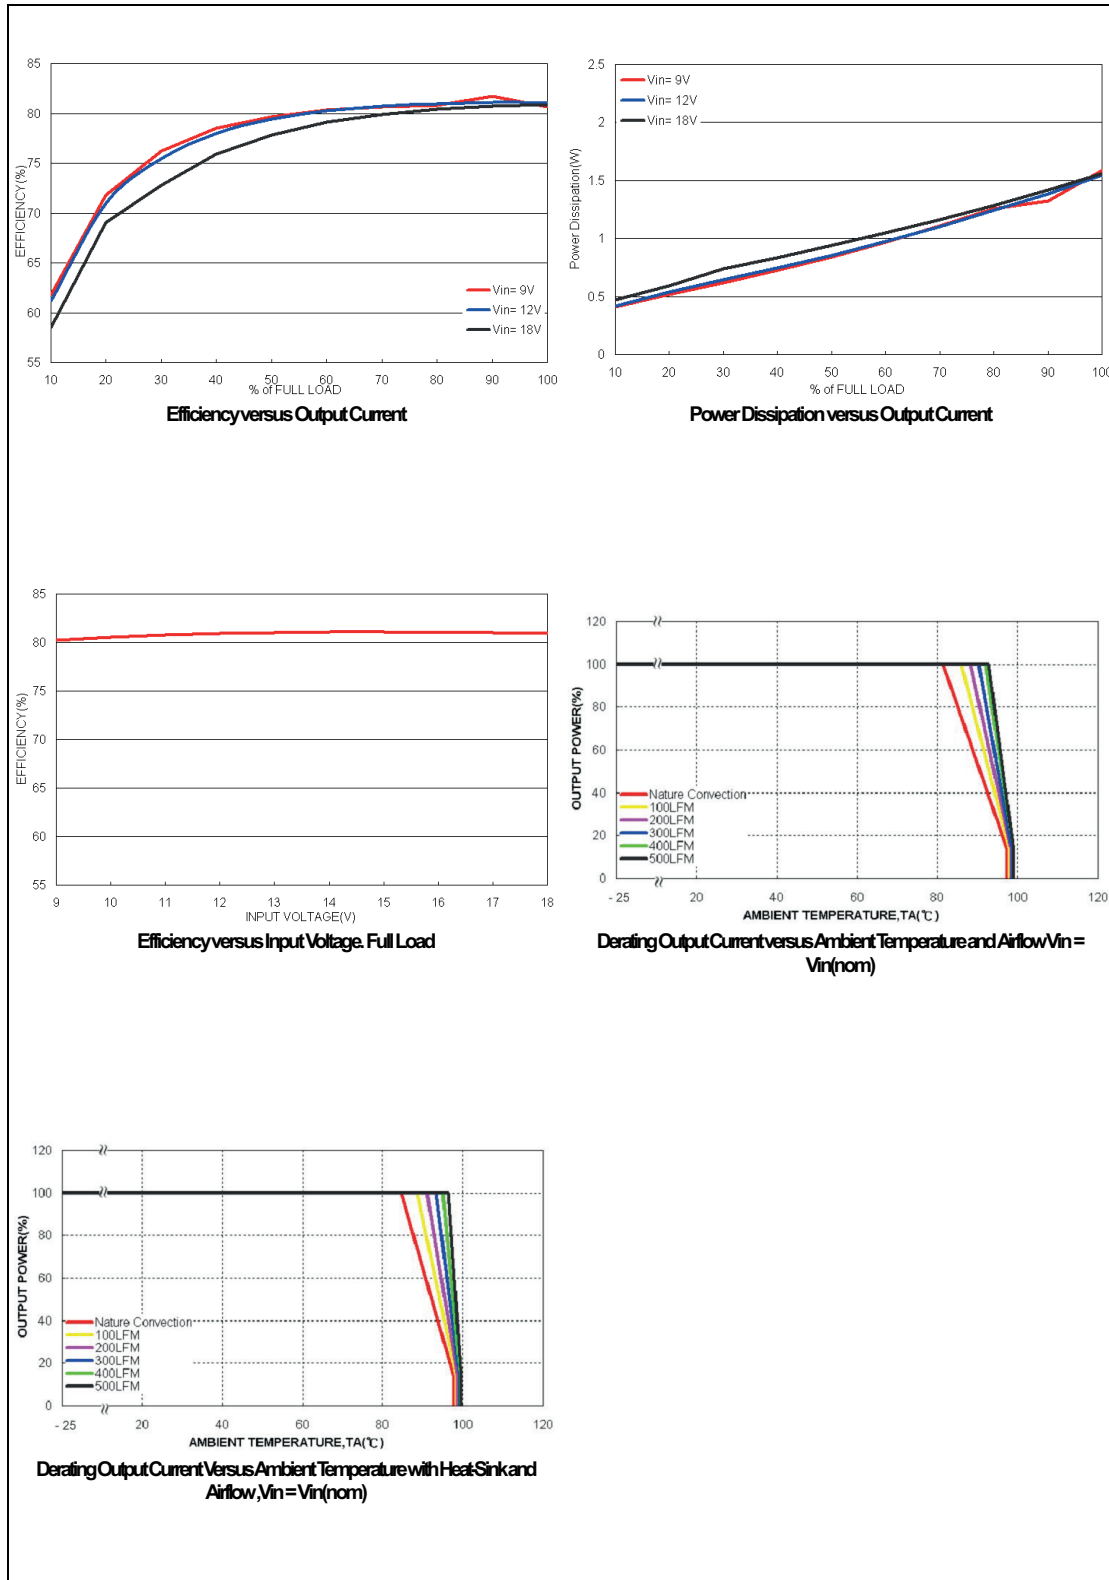 85
80
75
70
65
60
55
EFFICIENCY(%)
Vin= 9V
Vin= 12V
Vin= 18V
10 20 30 40 50 60 70 80 90 100
% of FULL LOAD
Efficiency versus Output Current
2.5
2
1.5
1
0.5
0
Power Dissipation(W)
Vin= 9V
Vin= 12V
Vin= 18V
10 20 30 40 50 60 70 80 90 100
% of FULL LOAD
Power Dissipation versus Output Current
85
80
75
70
65
60
55
EFFICIENCY(%)
9 10 11 12 13 14 15 16 17 18
INPUT VOLTAGE(V)
Efficiency versus Input Voltage. Full Load
120
100
80
60
40
20
0
OUTPUT POWER(%)
Nature Convection
100LFM
200LFM
300LFM
400LFM
500LFM
- 25 20 40 60 80 100 120
AMBIENT TEMPERATURE,TA(℃)
Derating Output Current versus Ambient Temperature and Airflow Vin =
Vin(nom)
120
100
80
60
40
20
0
OUTPUT POWER(%)
Nature Convection
100LFM
200LFM
300LFM
400LFM
500LFM
- 25 20 40 60 80 100 120
AMBIENT TEMPERATURE,TA(℃)
Derating Output Current Versus Ambient Temperature with Heat-Sink and
Airflow ,Vin = Vin(nom)